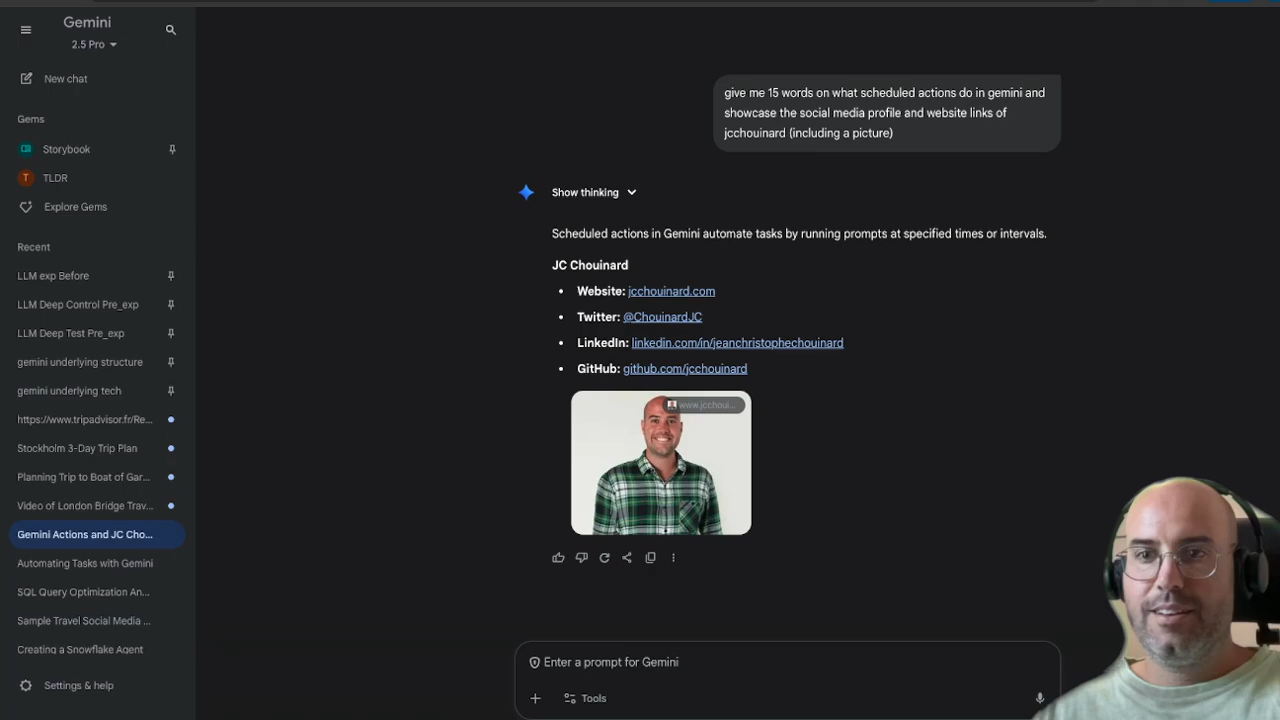 Gemini
2.5 Pro
New chat
Gems
Storybook
T TLDR
Explore Gems
Recent
LLM exp Before
LLM Deep Control Pre_exp
LLM Deep Test Pre_exp
gemini underlying structure
gemini underlying tech
https://www.tripadvisor.fr/Re...
Stockholm 3-Day Trip Plan
Planning Trip to Boat of Gar...
Video of London Bridge Trav...
Gemini Actions and JC Cho...
Automating Tasks with Gemini
SQL Query Optimization An...
Sample Travel Social Media ...
Creating a Snowflake Agent
Settings & help
give me 15 words on what scheduled actions do in gemini and
showcase the social media profile and website links of
jcchouinard (including a picture)
Show thinking
Scheduled actions in Gemini automate tasks by running prompts at specified times or intervals.
JC Chouinard
• Website: jcchouinard.com
• Twitter: @ChouinardJC
• LinkedIn: linkedin.com/in/jeanchristophechouinard
• GitHub: github.com/jcchouinard
www.jcchoui...
Enter a prompt for Gemini
Tools